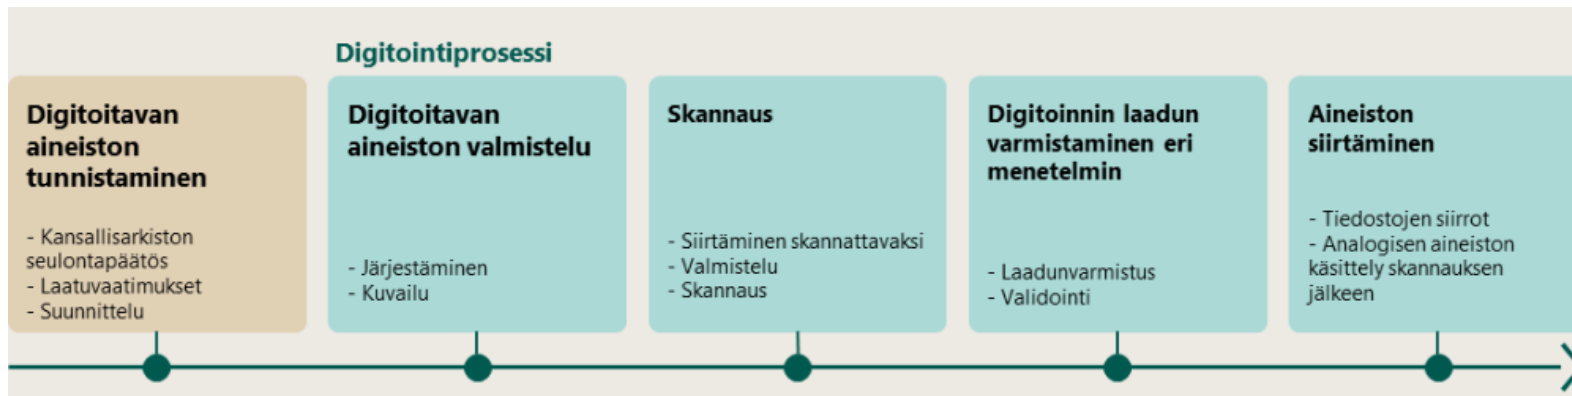 Digitointiprosessi
Digitoitavan
aineiston
tunnistaminen
- Kansallisarkiston
seulontapäätös
- Laatuvaatimukset
- Suunnittelu
Digitoitavan
aineiston valmistelu
- Järjestäminen
- Kuvailu
Skannaus
- Siirtäminen skannattavaksi
- Valmistelu
- Skannaus
Digitoinnin laadun
varmistaminen eri
menetelmin
- Laadunvarmistus
- Validointi
Aineiston
siirtäminen
- Tiedostojen siirrot
- Analogisen aineiston
käsittely skannauksen
jälkeen